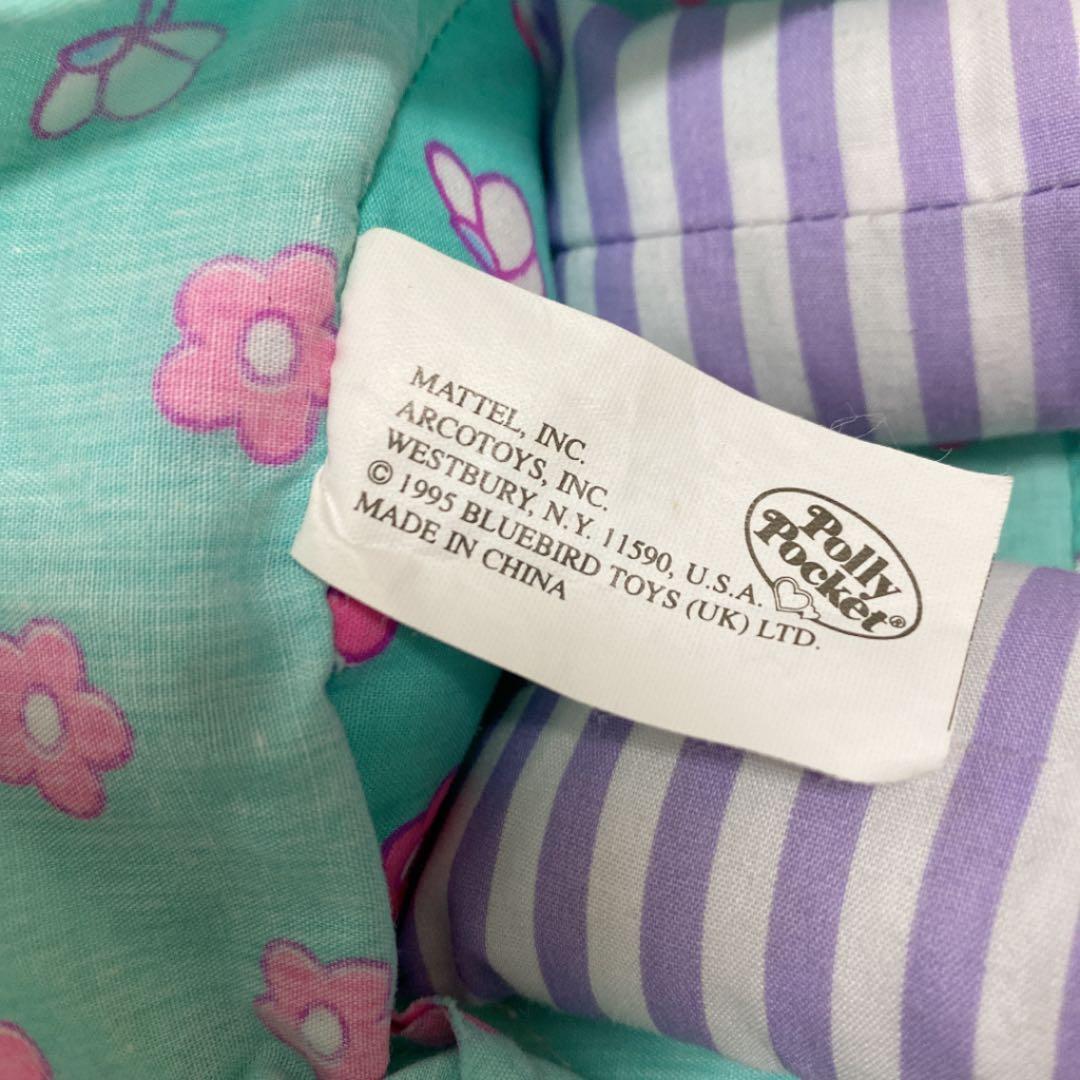 MATTEL, INC.
ARCOTOYS, INC.
WESTBURY, N.Y. 11590, U.S.A.
© 1995 BLUEBIRD TOYS (UK) LTD.
MADE IN CHINA
Polly
Pocket®